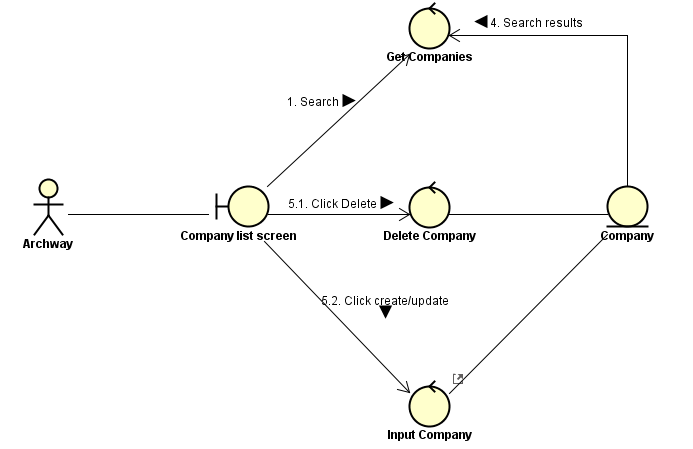 4. Search results
Get Companies
1. Search
5.1. Click Delete
Archway
Company list screen
Delete Company
Company
5.2. Click create/update
Input Company